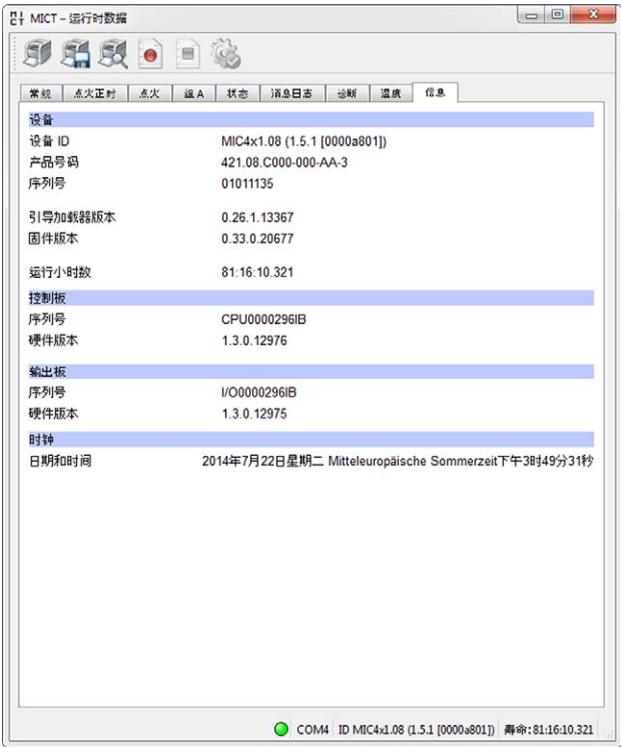 MICT – 运行时数据
常规 点火正时 点火 组 A 状态 消息日志 诊断 温度 信息
设备
设备 ID MIC4x1.08 (1.5.1 [0000a801])
产品号码 421.08.C000-000-AA-3
序列号 01011135
引导加载器版本 0.26.1.13367
固件版本 0.33.0.20677
运行小时数 81:16:10.321
控制板
序列号 CPU0000296IB
硬件版本 1.3.0.12976
输出板
序列号 I/O0000296IB
硬件版本 1.3.0.12975
时钟
日期和时间 2014年7月22日星期二 Mitteleuropäische Sommerzeit下午3时49分31秒
COM4 ID MIC4x1.08 (1.5.1 [0000a801]) 寿命:81:16:10.321